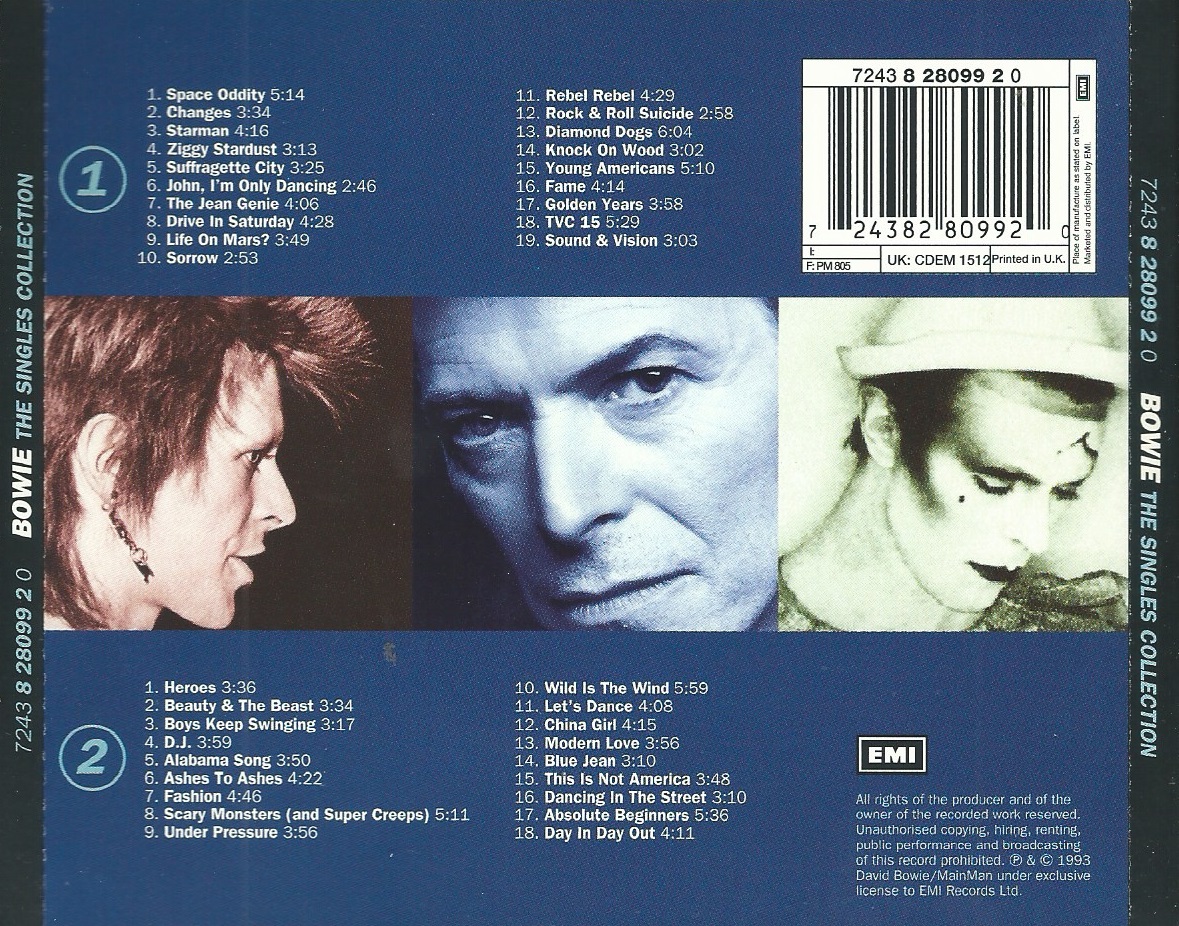 7243 8 28099 2 0 BOWIE THE SINGLES COLLECTION
1
1. Space Oddity 5:14
2. Changes 3:34
3. Starman 4:16
4. Ziggy Stardust 3:13
5. Suffragette City 3:25
6. John, I'm Only Dancing 2:46
7. The Jean Genie 4:06
8. Drive In Saturday 4:28
9. Life On Mars? 3:49
10. Sorrow 2:53
11. Rebel Rebel 4:29
12. Rock & Roll Suicide 2:58
13. Diamond Dogs 6:04
14. Knock On Wood 3:02
15. Young Americans 5:10
16. Fame 4:14
17. Golden Years 3:58
18. TVC 15 5:29
19. Sound & Vision 3:03
7243 8 28099 2 0
7 24382 80992 0
F: PM 805
UK: CDEM 1512
Printed in U.K.
EMI
Place of manufacture as stated on label.
Marketed and distributed by EMI.
2
1. Heroes 3:36
2. Beauty & The Beast 3:34
3. Boys Keep Swinging 3:17
4. D.J. 3:59
5. Alabama Song 3:50
6. Ashes To Ashes 4:22
7. Fashion 4:46
8. Scary Monsters (and Super Creeps) 5:11
9. Under Pressure 3:56
10. Wild Is The Wind 5:59
11. Let's Dance 4:08
12. China Girl 4:15
13. Modern Love 3:56
14. Blue Jean 3:10
15. This Is Not America 3:48
16. Dancing In The Street 3:10
17. Absolute Beginners 5:36
18. Day In Day Out 4:11
EMI
All rights of the producer and of the
owner of the recorded work reserved.
Unauthorised copying, hiring, renting,
public performance and broadcasting
of this record prohibited. ℗ & © 1993
David Bowie/MainMan under exclusive
license to EMI Records Ltd.
7243 8 28099 2 0 BOWIE THE SINGLES COLLECTION